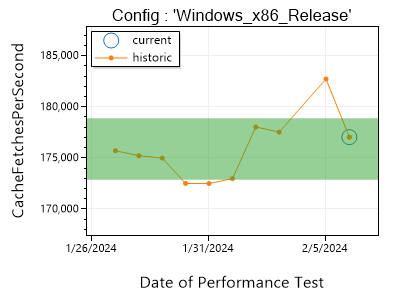 Config : 'Windows_x86_Release'
current
historic
CacheFetchesPerSecond
185,000
180,000
175,000
170,000
1/26/2024
1/31/2024
2/5/2024
Date of Performance Test